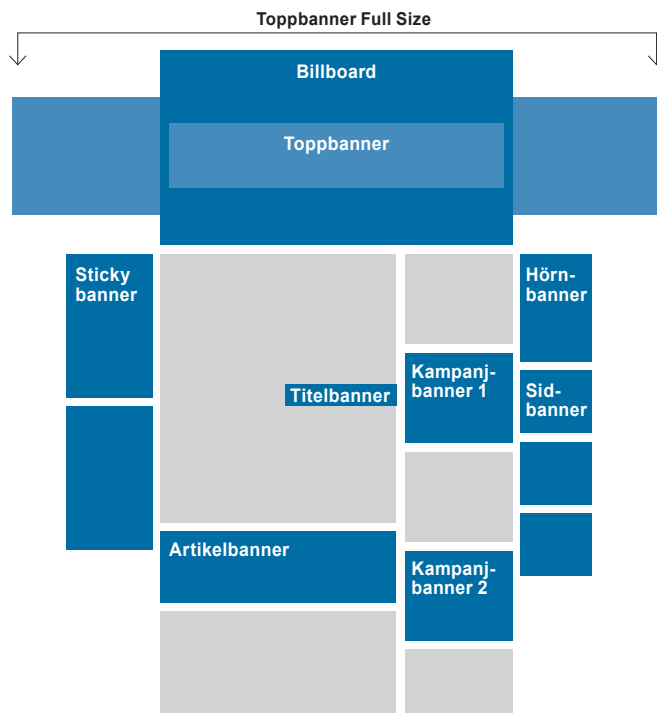 Toppbanner Full Size
Billboard
Toppbanner
Sticky
banner
Hörn-
banner
Titelbanner
Kampanj-
banner 1
Sid-
banner
Artikelbanner
Kampanj-
banner 2